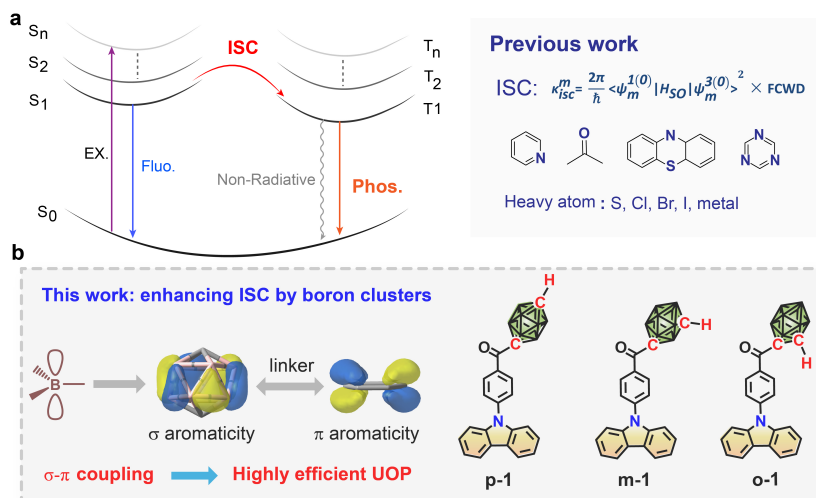 a
Sn
S2
S1
S0
EX.
Fluo.
ISC
Non-Radiative
Phos.
Tn
T2
T1
Previous work
ISC: κ^m_isc = 2π/ħ <ψ_m^1(0)|H_SO|ψ_m^3(0)>^2 × FCWD
N
O
N
S
N
N
N
Heavy atom : S, Cl, Br, I, metal
b
This work: enhancing ISC by boron clusters
B
linker
σ aromaticity
π aromaticity
σ-π coupling
Highly efficient UOP
H
C
C
O
N
p-1
C
C-H
O
N
m-1
C
C
H
O
N
o-1